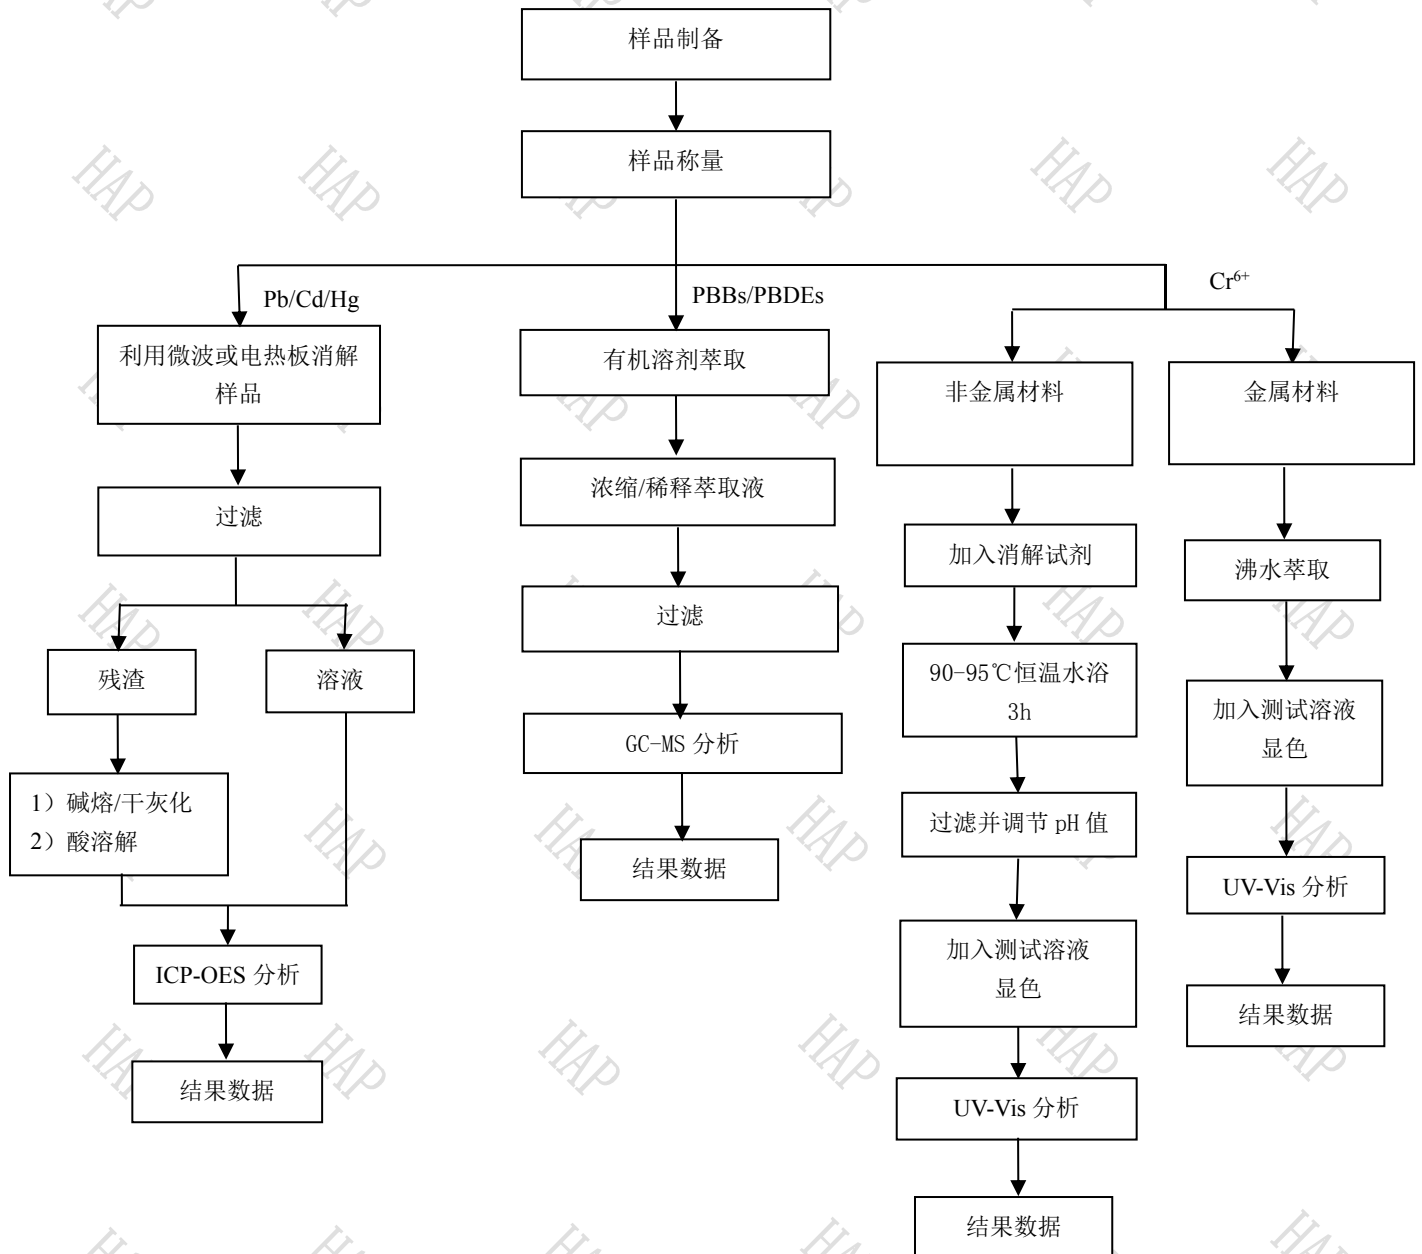 样品制备
样品称量
Pb/Cd/Hg
PBBs/PBDEs
Cr⁶⁺
利用微波或电热板消解
样品
过滤
残渣
溶液
1）碱熔/干灰化
2）酸溶解
ICP-OES 分析
结果数据
有机溶剂萃取
浓缩/稀释萃取液
过滤
GC-MS 分析
结果数据
非金属材料
加入消解试剂
90-95℃恒温水浴
3h
过滤并调节 pH 值
加入测试溶液
显色
UV-Vis 分析
结果数据
金属材料
沸水萃取
加入测试溶液
显色
UV-Vis 分析
结果数据
HAP